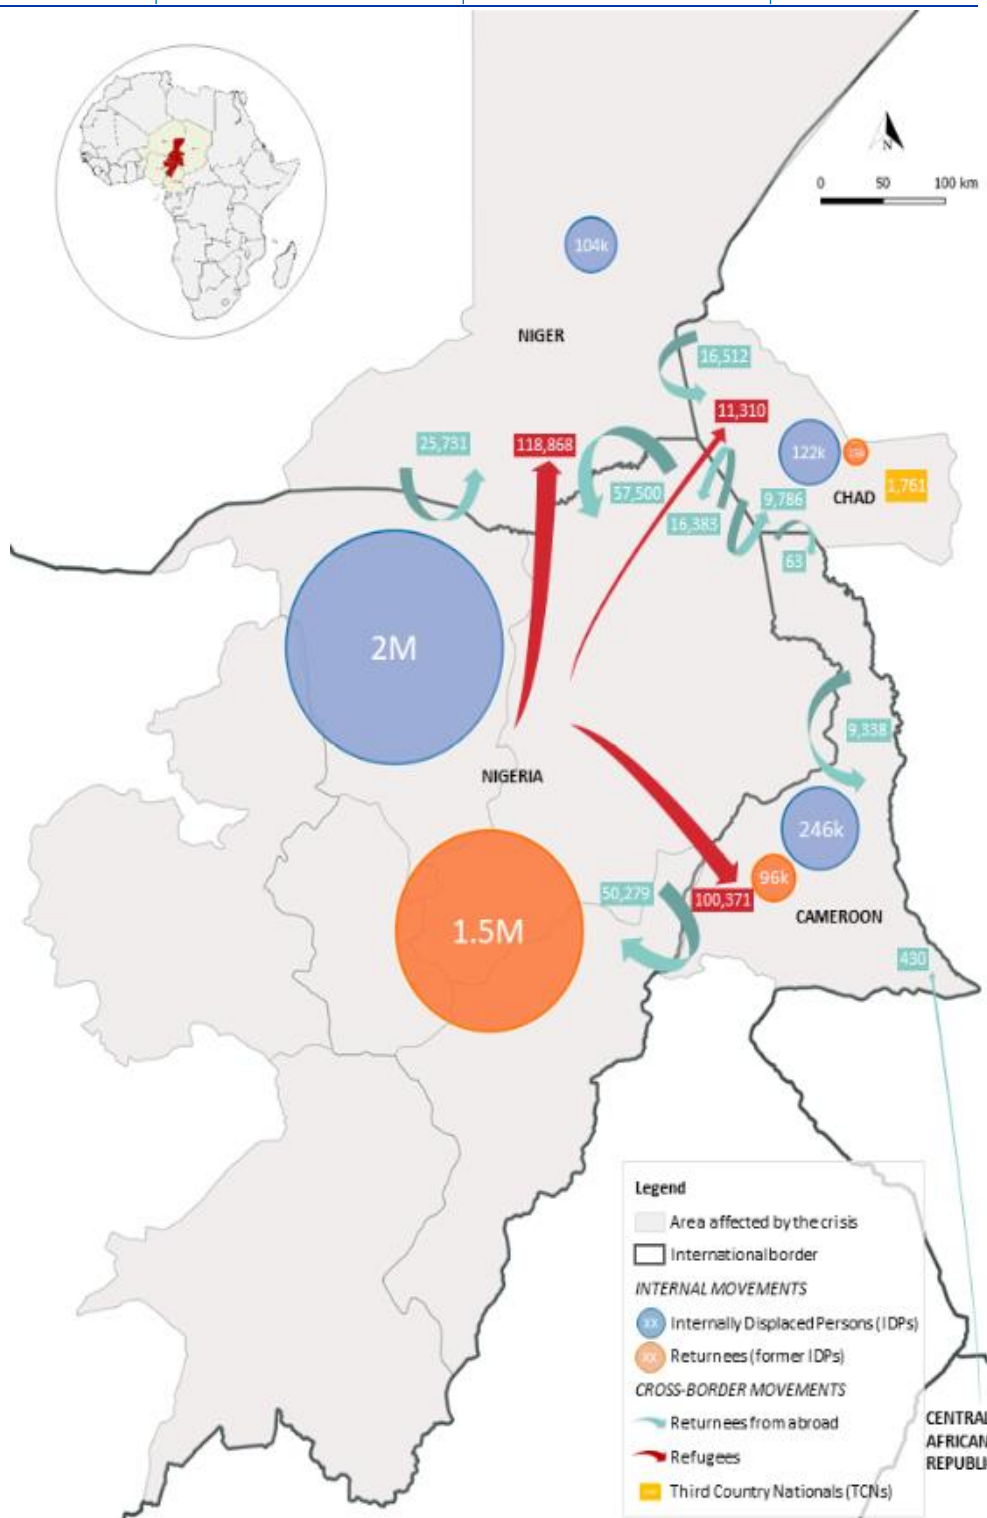 N
0 50 100 km
104k
NIGER
16,512
11,310
25,731
118,868
122k
57,500
CHAD
1,761
9,786
16,383
63
2M
9,338
NIGERIA
246k
96k
50,279
100,371
CAMEROON
1.5M
430
Legend
Area affected by the crisis
International border
INTERNAL MOVEMENTS
XX Internally Displaced Persons (IDPs)
XX Returnees (former IDPs)
CROSS-BORDER MOVEMENTS
Returnees from abroad
Refugees
Third Country Nationals (TCNs)
CENTRAL
AFRICAN
REPUBLI